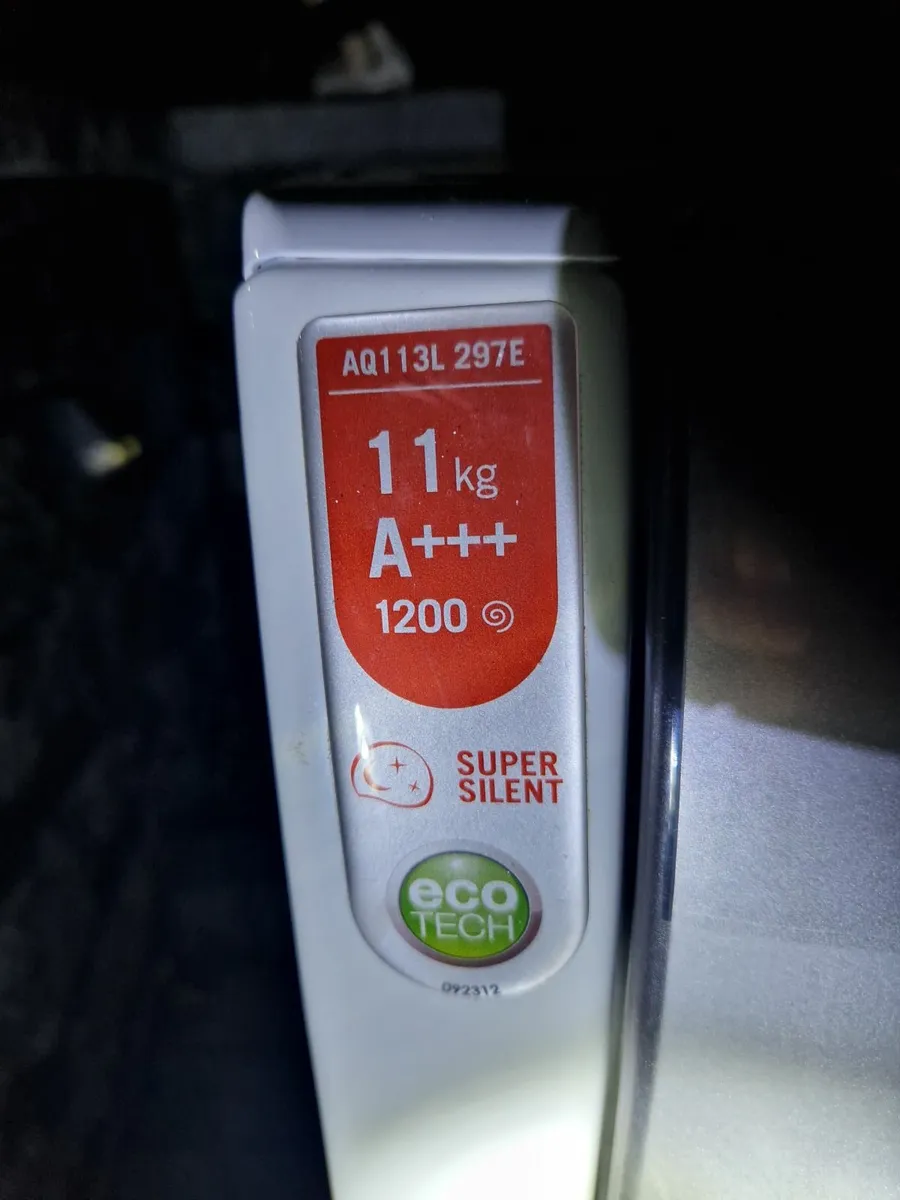 AQ113L 297E
11 kg
A+++
1200
SUPER
SILENT
eco
TECH
092312